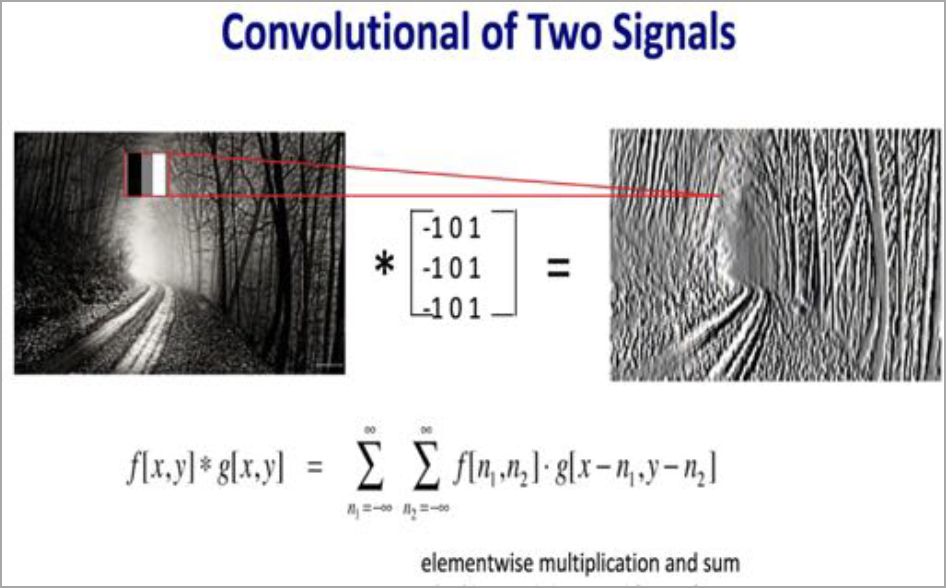 Convolutional of Two Signals
* [ -1 0 1 ] =
-1 0 1
-1 0 1
f[x,y]*g[x,y] = ∑ ∑ f[n₁,n₂]·g[x−n₁,y−n₂]
∞ ∞
n₁=−∞ n₂=−∞
elementwise multiplication and sum